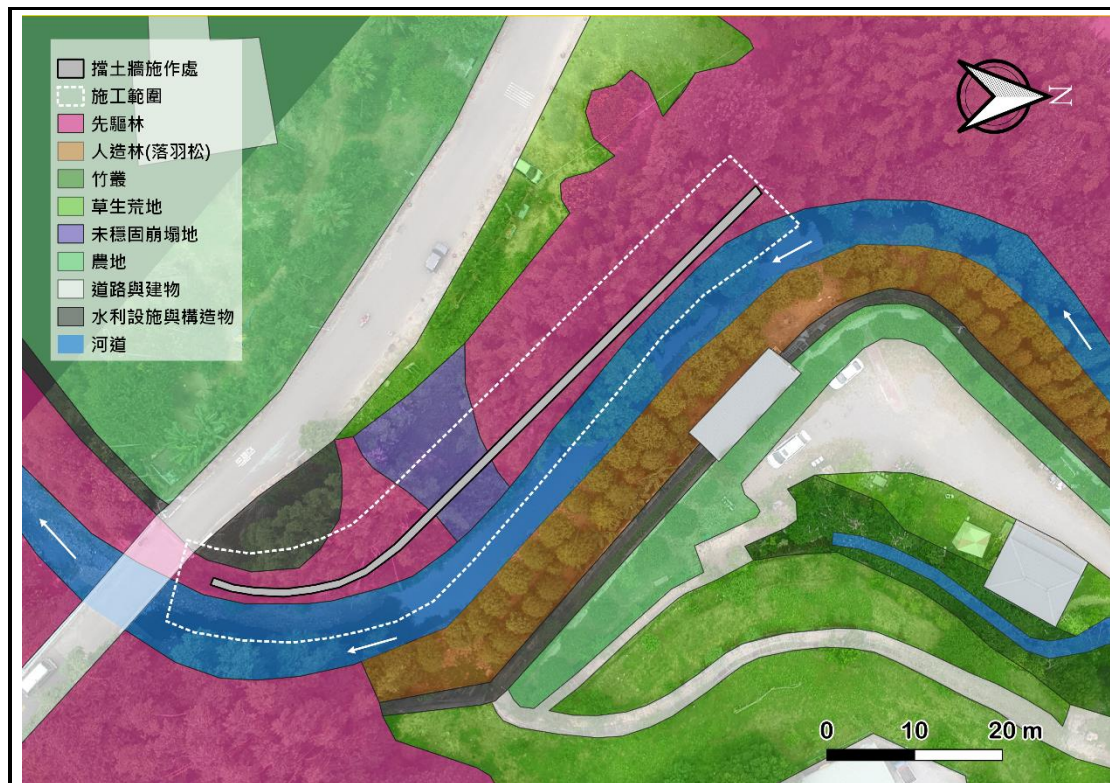 擋土牆施作處
施工範圍
先驅林
人造林(落羽松)
竹叢
草生荒地
未穩固崩塌地
農地
道路與建物
水利設施與構造物
河道
N
0 10 20 m